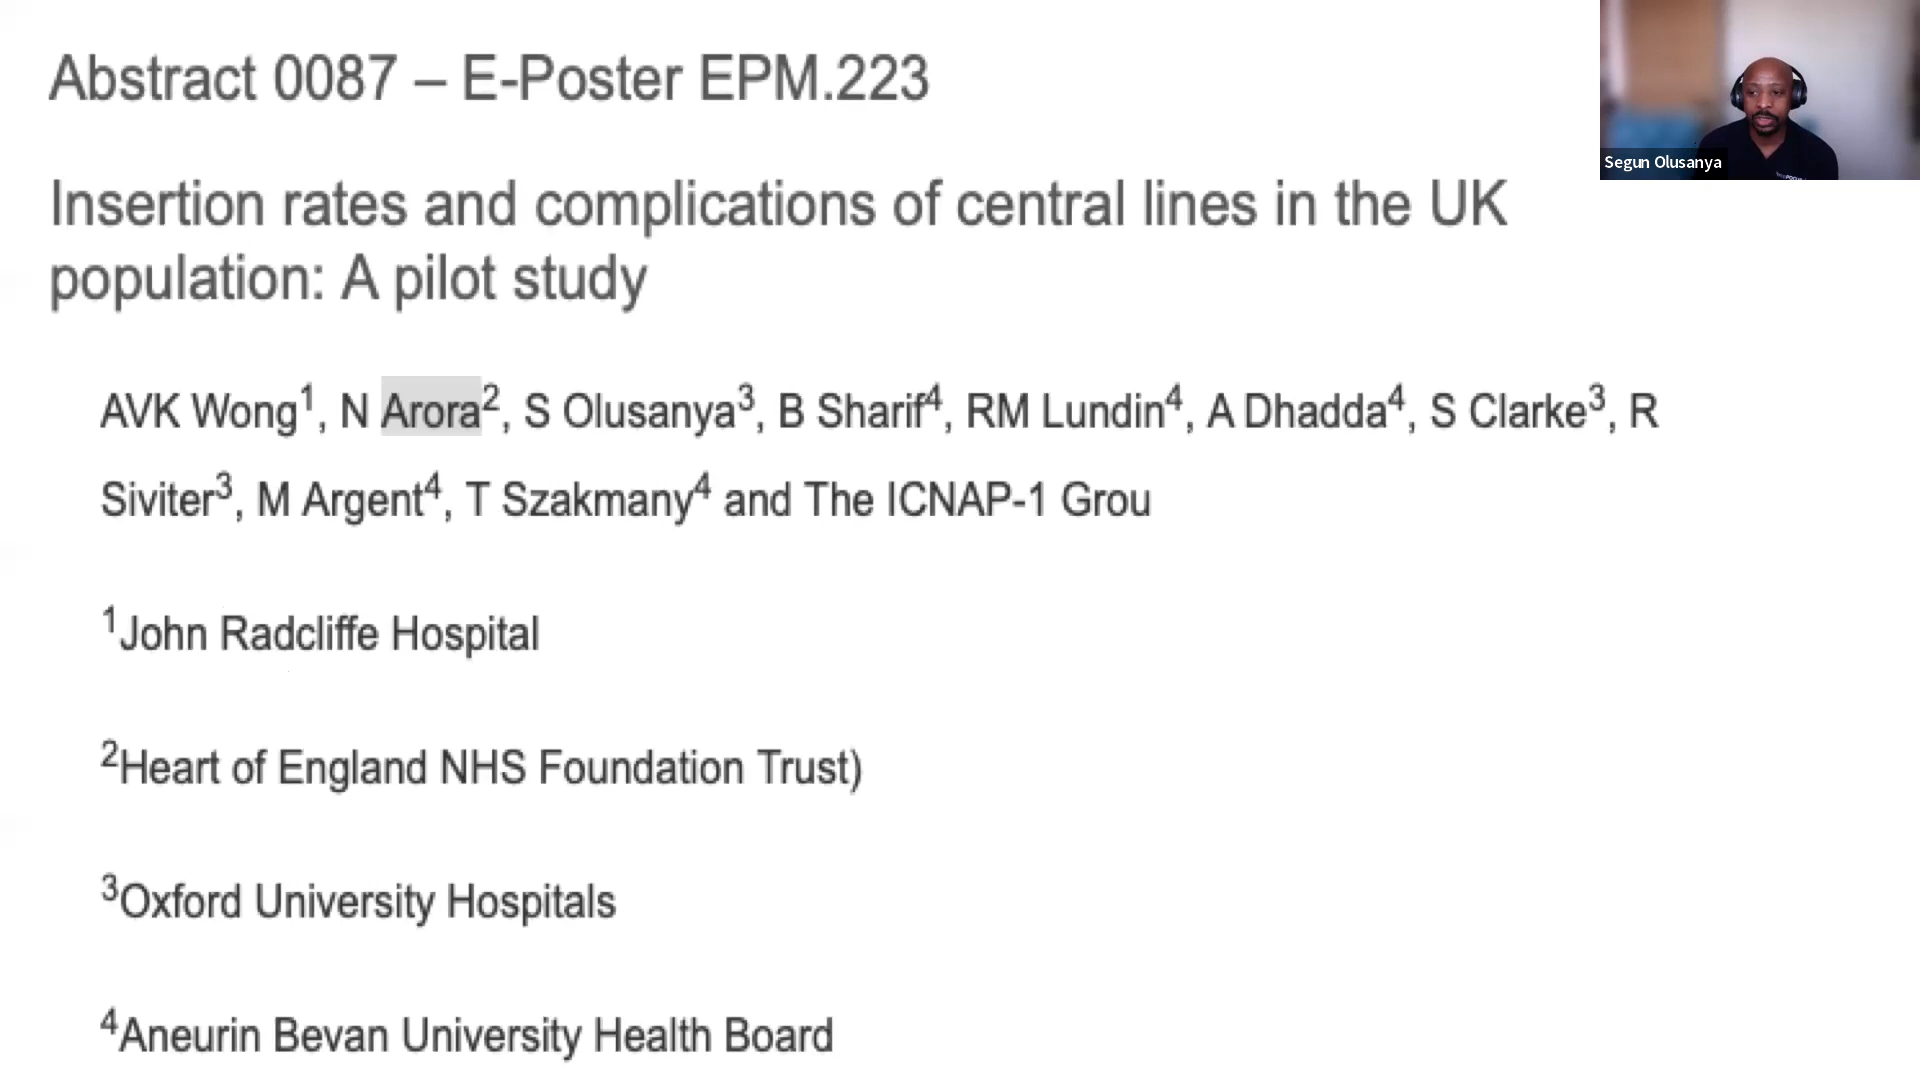 Abstract 0087 – E-Poster EPM.223
Insertion rates and complications of central lines in the UK
population: A pilot study
AVK Wong¹, N Arora², S Olusanya³, B Sharif⁴, RM Lundin⁴, A Dhadda⁴, S Clarke³, R
Siviter³, M Argent⁴, T Szakmany⁴ and The ICNAP-1 Grou
¹John Radcliffe Hospital
²Heart of England NHS Foundation Trust)
³Oxford University Hospitals
⁴Aneurin Bevan University Health Board
Segun Olusanya